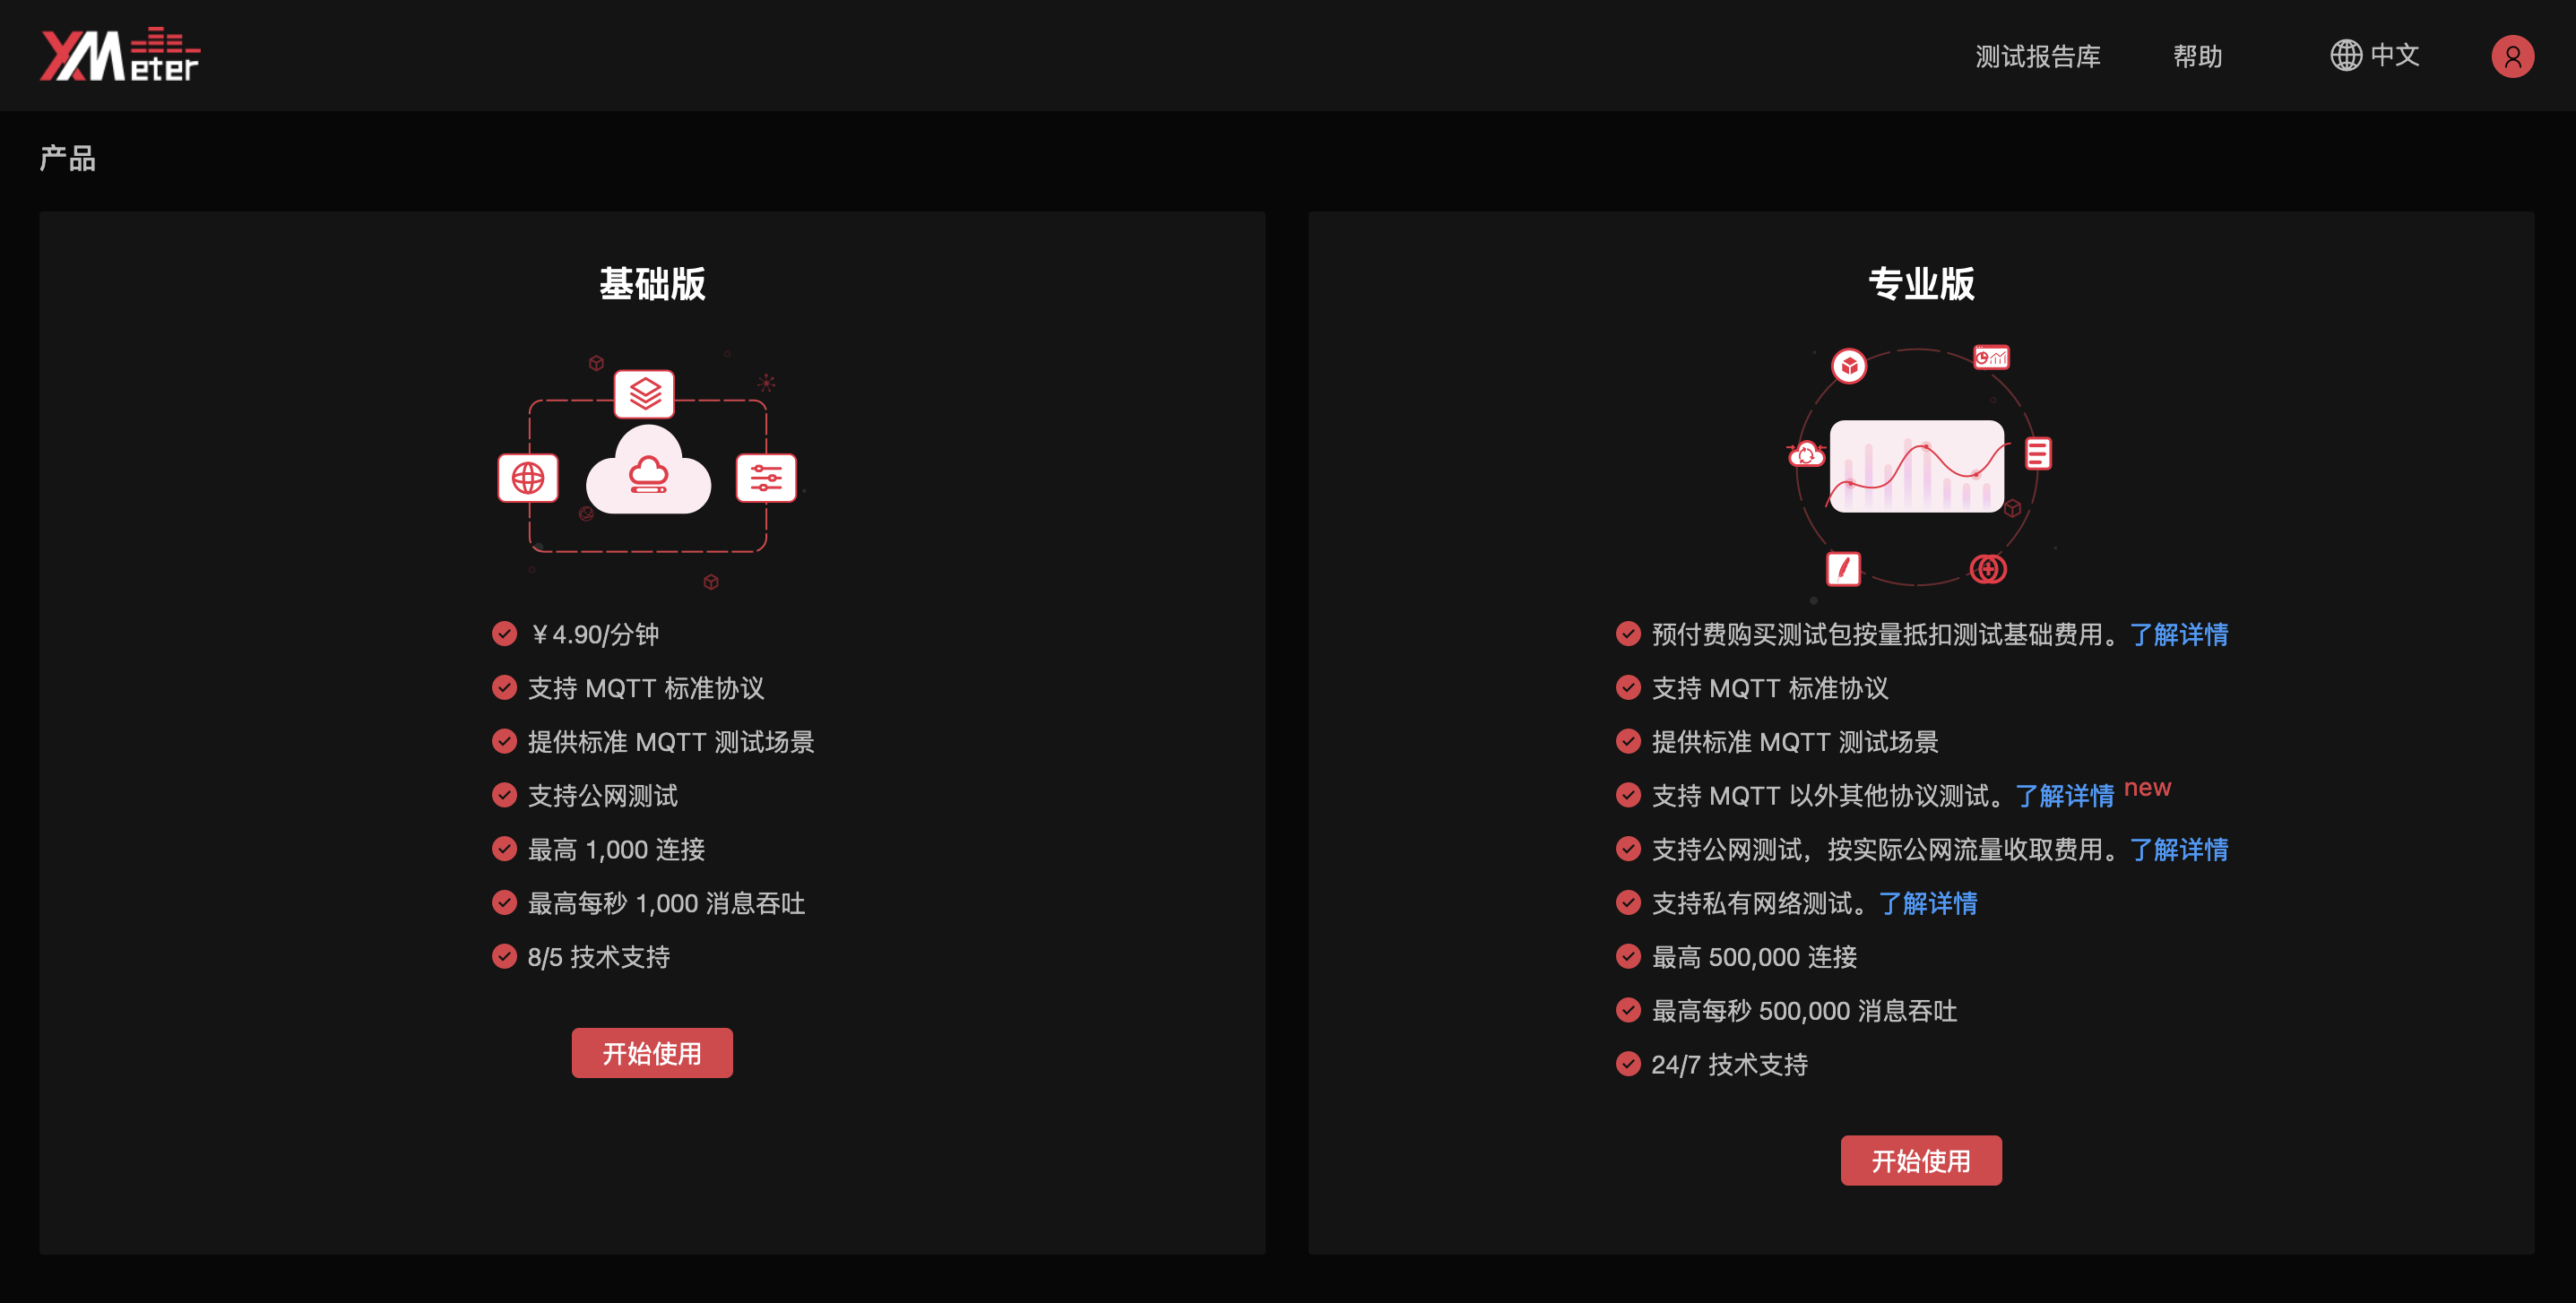 XMeter
测试报告库
帮助
中文
产品
基础版
￥4.90/分钟
支持 MQTT 标准协议
提供标准 MQTT 测试场景
支持公网测试
最高 1,000 连接
最高每秒 1,000 消息吞吐
8/5 技术支持
开始使用
专业版
预付费购买测试包按量抵扣测试基础费用。了解详情
支持 MQTT 标准协议
提供标准 MQTT 测试场景
支持 MQTT 以外其他协议测试。了解详情 new
支持公网测试，按实际公网流量收取费用。了解详情
支持私有网络测试。了解详情
最高 500,000 连接
最高每秒 500,000 消息吞吐
24/7 技术支持
开始使用